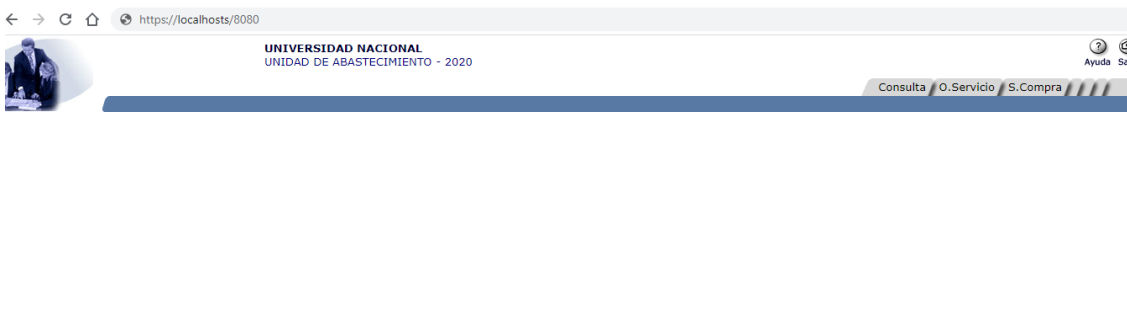 https://localhosts/8080
UNIVERSIDAD NACIONAL
UNIDAD DE ABASTECIMIENTO - 2020
Ayuda
Consulta O.Servicio S.Compra